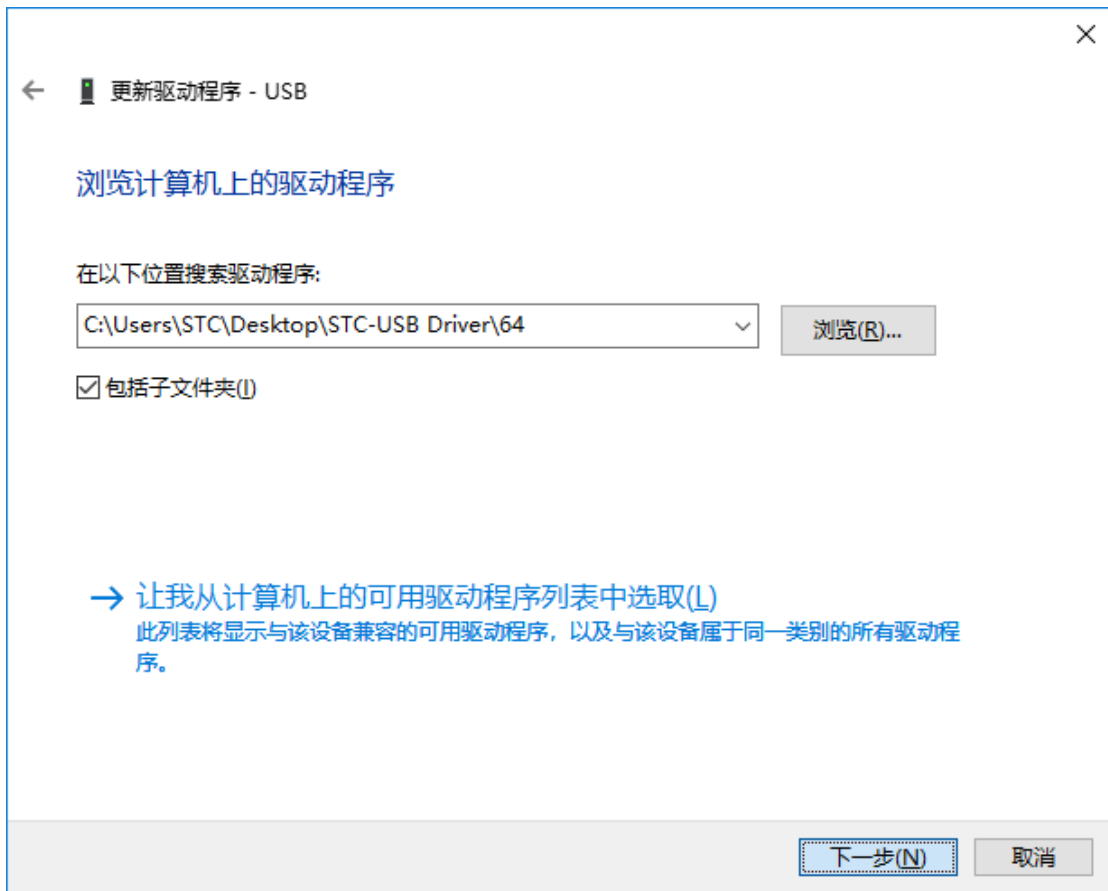 更新驱动程序 - USB
浏览计算机上的驱动程序
在以下位置搜索驱动程序:
C:\Users\STC\Desktop\STC-USB Driver\64
浏览(R)...
包括子文件夹(I)
让我从计算机上的可用驱动程序列表中选取(L)
此列表将显示与该设备兼容的可用驱动程序，以及与该设备属于同一类别的所有驱动程
序。
下一步(N)
取消